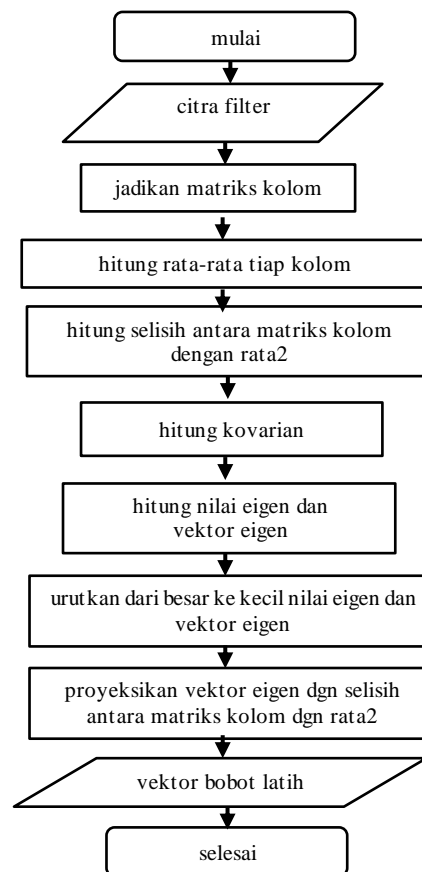 mulai
citra filter
jadikan matriks kolom
hitung rata-rata tiap kolom
hitung selisih antara matriks kolom
dengan rata2
hitung kovarian
hitung nilai eigen dan
vektor eigen
urutkan dari besar ke kecil nilai eigen dan
vektor eigen
proyeksikan vektor eigen dgn selisih
antara matriks kolom dgn rata2
vektor bobot latih
selesai